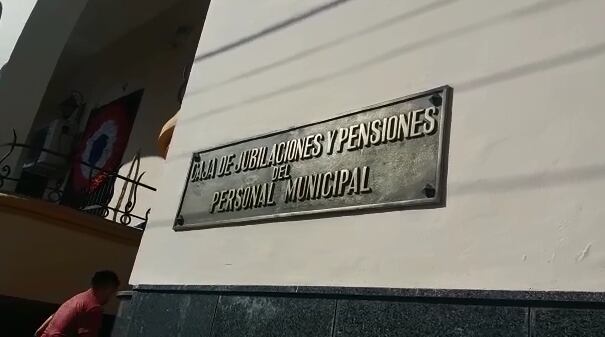 CAJA DE JUBILACIONES Y PENSIONES
DEL
PERSONAL MUNICIPAL